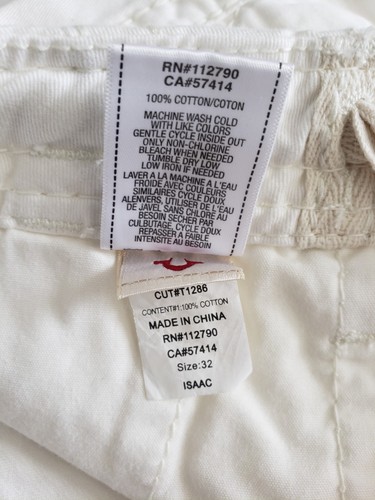 RN#112790
CA#57414
100% COTTON/COTON
MACHINE WASH COLD
WITH LIKE COLORS
GENTLE CYCLE INSIDE OUT
ONLY NON-CHLORINE
BLEACH WHEN NEEDED
TUMBLE DRY LOW
LOW IRON IF NEEDED
LAVER A LA MACHINE A L'EAU
FROIDE AVEC COULEURS
SIMILAIRES CYCLE DOUX
ALENVERS, UTILISER DE L'EAU
DE JAVEL SANS CHLORE AU
BESOIN SECHER PAR
CULBUTAGE, CYCLE DOUX
REPASSER A FAIBLE
INTENSITE AU BESOIN
CUT#T1286
CONTENT#1:100% COTTON
MADE IN CHINA
RN#112790
CA#57414
Size:32
ISAAC